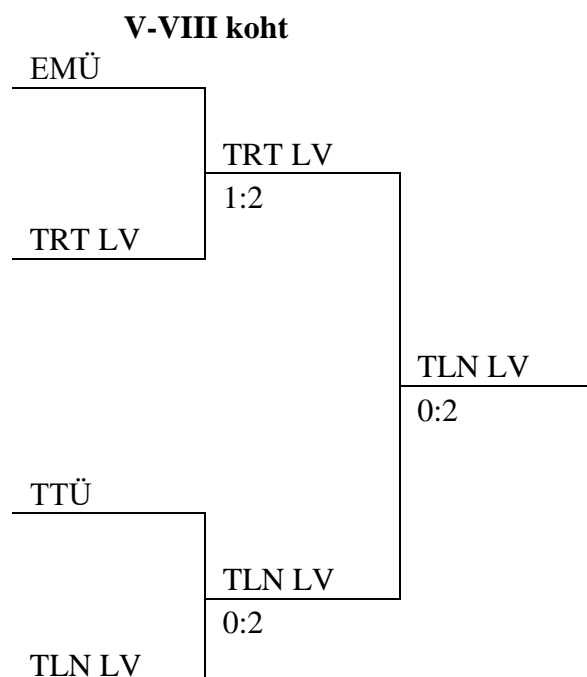 V-VIII koht
EMÜ
TRT LV
1:2
TRT LV
TLN LV
0:2
TTÜ
TLN LV
0:2
TLN LV